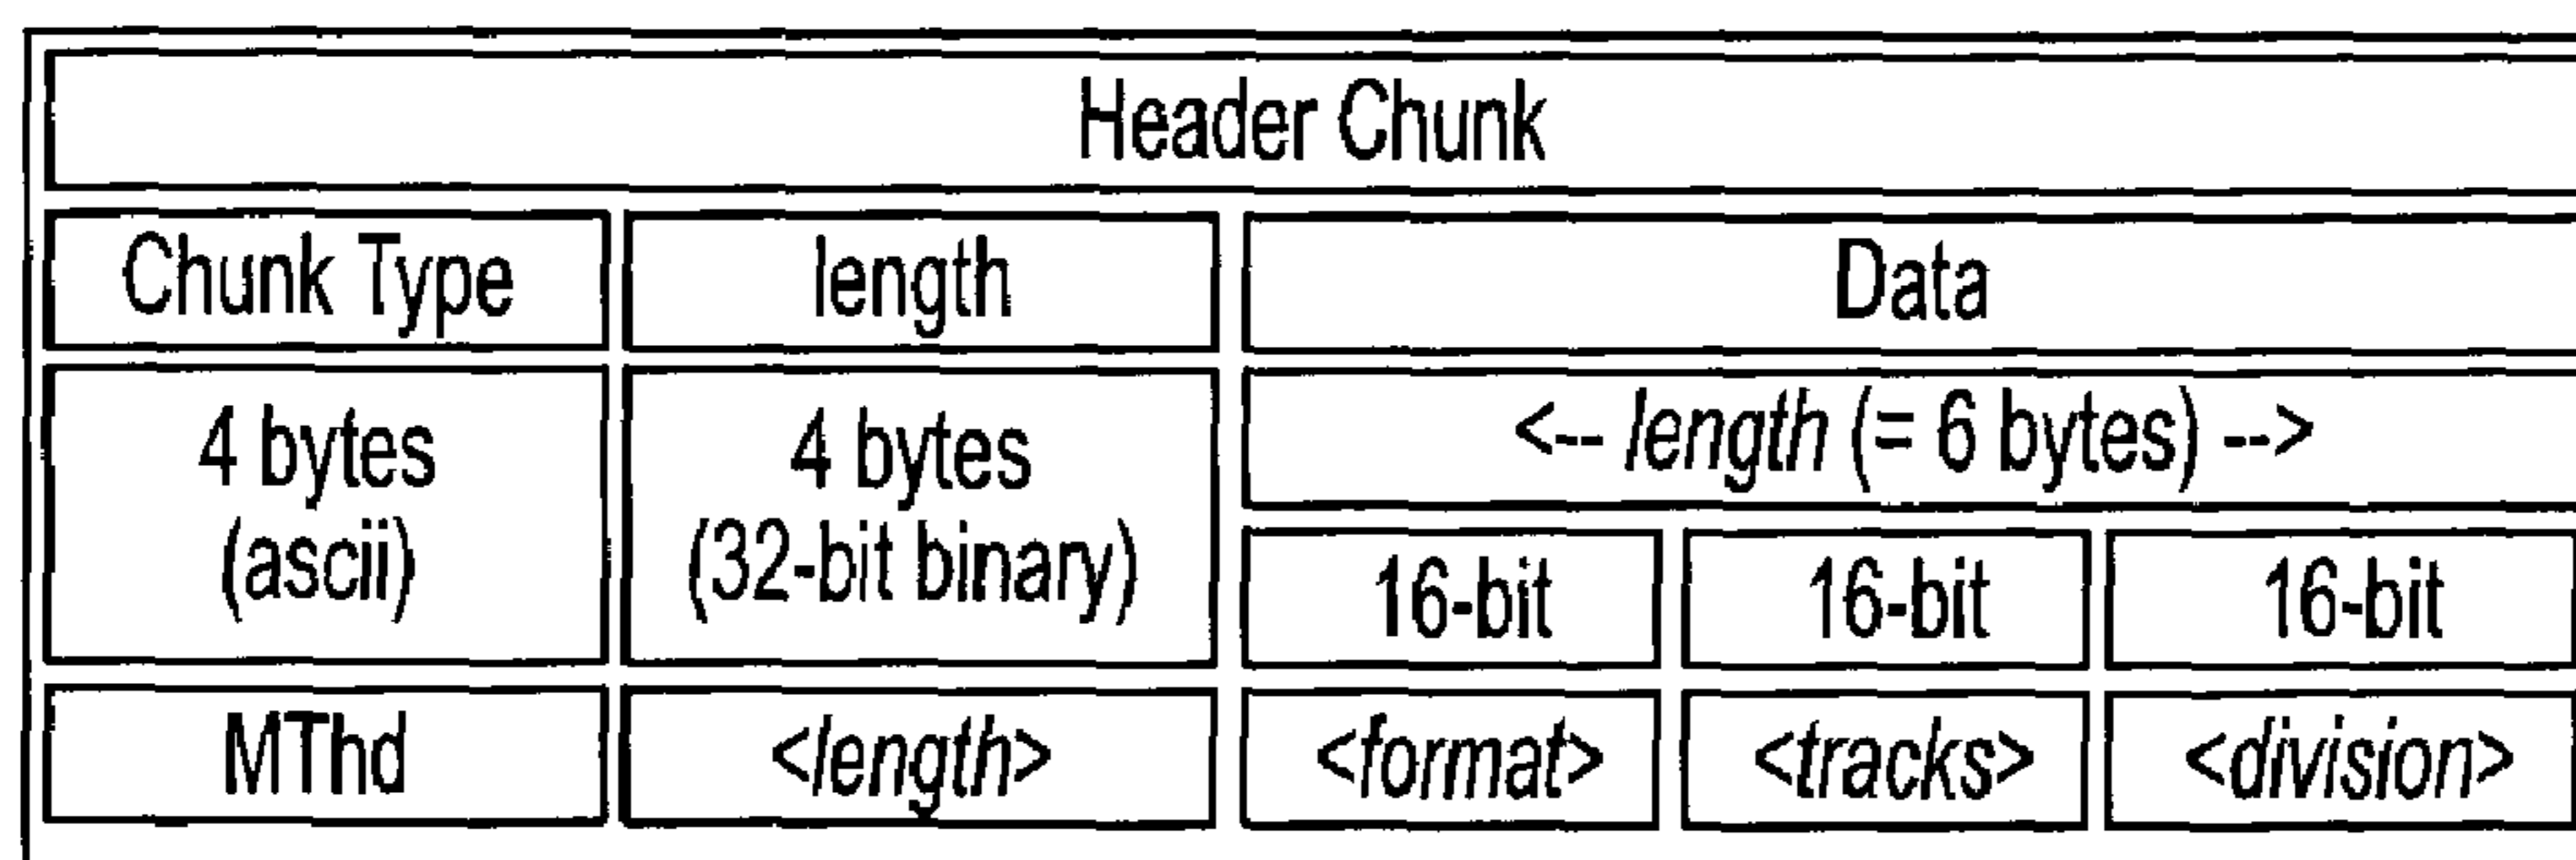 Header Chunk
Chunk Type length Data
4 bytes
(ascii)
4 bytes
(32-bit binary)
<-- length (= 6 bytes) -->
16-bit 16-bit 16-bit
MThd <length> <format> <tracks> <division>